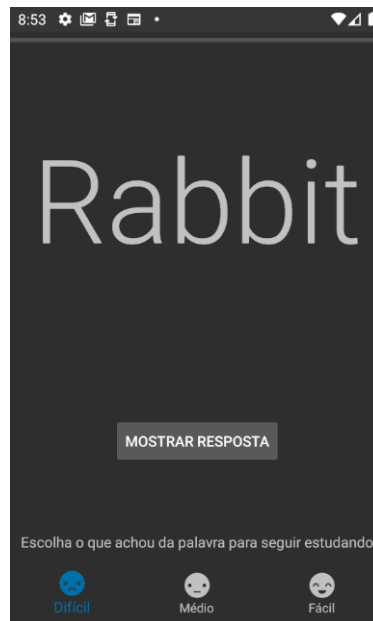 8:53
Rabbit
MOSTRAR RESPOSTA
Escolha o que achou da palavra para seguir estudando
Difícil
Médio
Fácil